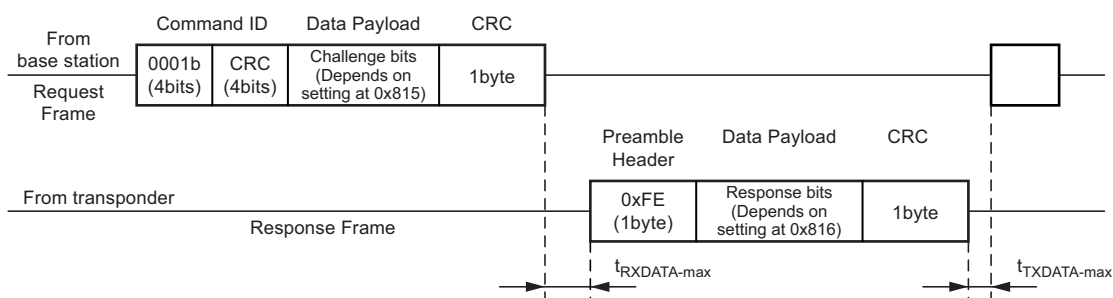 Command ID
Data Payload
CRC
From
base station
Request
Frame
0001b
(4bits)
CRC
(4bits)
Challenge bits
(Depends on
setting at 0x815)
1byte
Preamble
Header
Data Payload
CRC
From transponder
Response Frame
0xFE
(1byte)
Response bits
(Depends on
setting at 0x816)
1byte
tRXDATA-max
tTXDATA-max